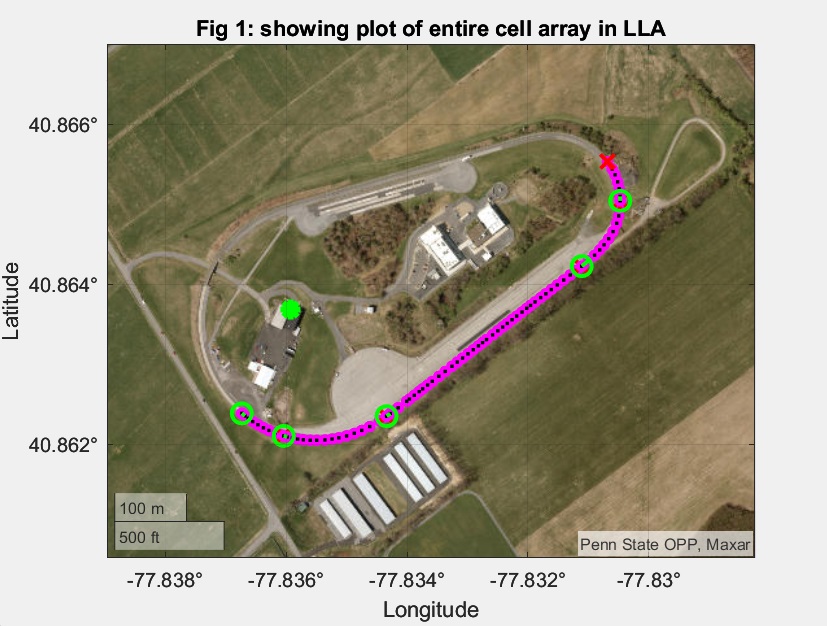 Fig 1: showing plot of entire cell array in LLA
40.866°
40.864°
40.862°
Latitude
100 m
500 ft
Penn State OPP, Maxar
-77.838°
-77.836°
-77.834°
-77.832°
-77.83°
Longitude